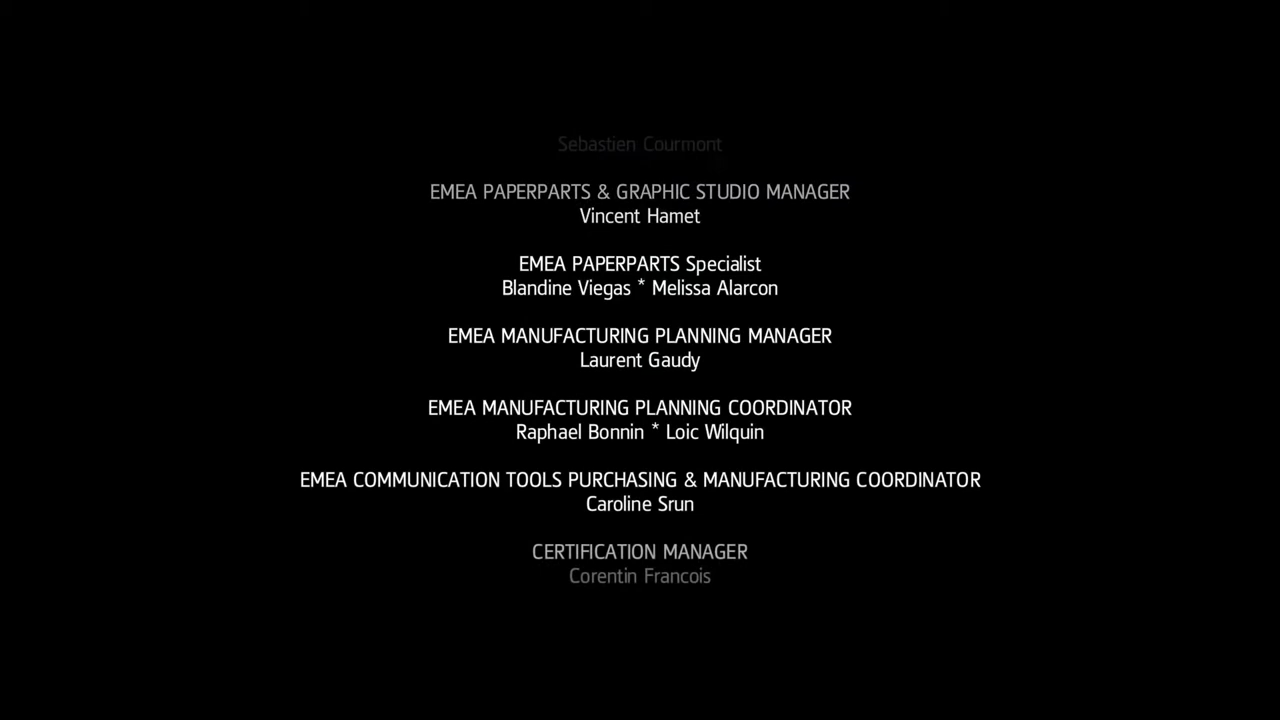 Sebastien Courmont
EMEA PAPERPARTS & GRAPHIC STUDIO MANAGER
Vincent Hamet
EMEA PAPERPARTS Specialist
Blandine Viegas * Melissa Alarcon
EMEA MANUFACTURING PLANNING MANAGER
Laurent Gaudy
EMEA MANUFACTURING PLANNING COORDINATOR
Raphael Bonnin * Loic Wilquin
EMEA COMMUNICATION TOOLS PURCHASING & MANUFACTURING COORDINATOR
Caroline Srun
CERTIFICATION MANAGER
Corentin Francois